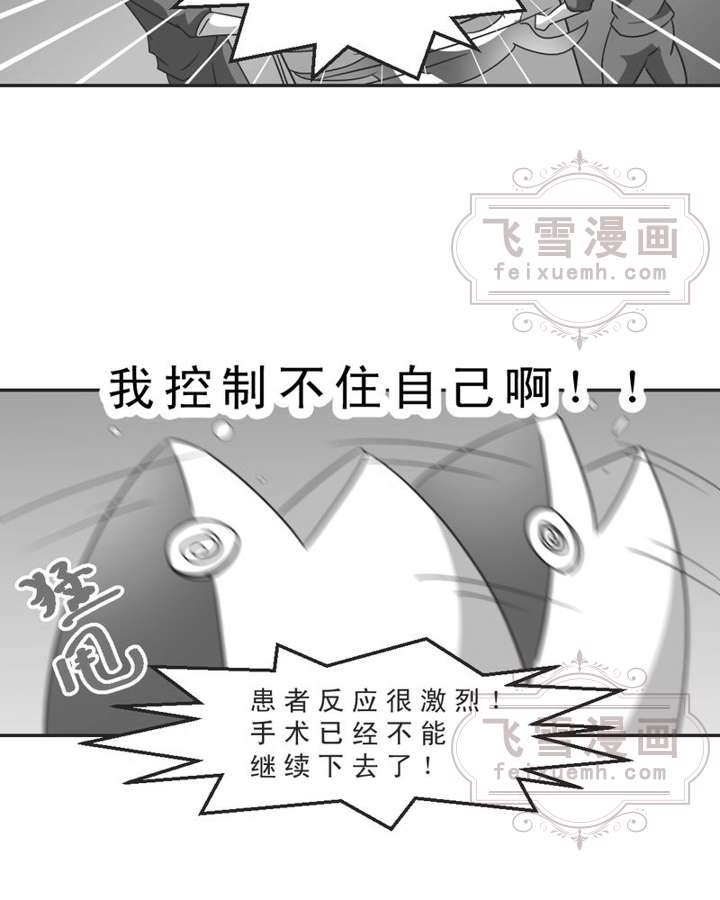 飞雪漫画
feixuemh.com
我控制不住自己啊！！
狂
甩
患者反应很激烈！
手术已经不能
继续下去了！
飞雪漫画
feixuemh.com